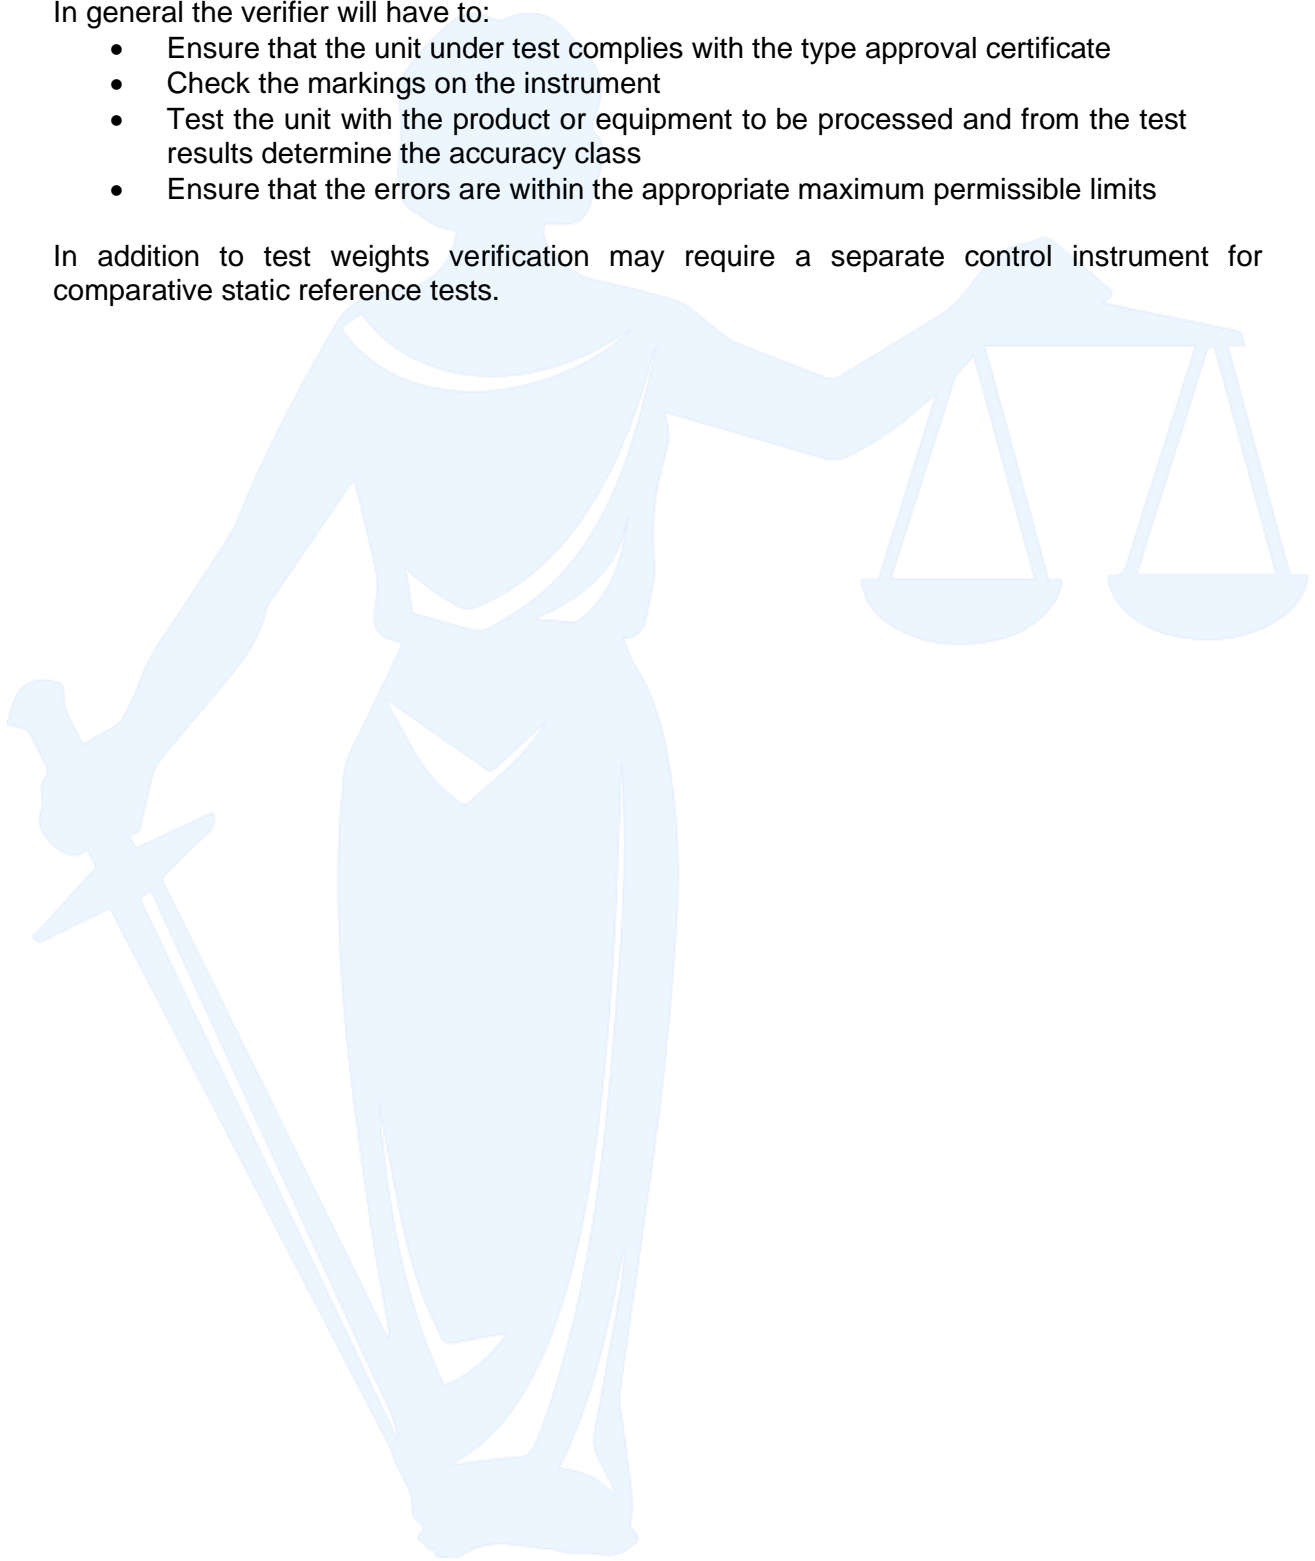 In general the verifier will have to:
• Ensure that the unit under test complies with the type approval certificate
• Check the markings on the instrument
• Test the unit with the product or equipment to be processed and from the test
results determine the accuracy class
• Ensure that the errors are within the appropriate maximum permissible limits
In addition to test weights verification may require a separate control instrument for
comparative static reference tests.